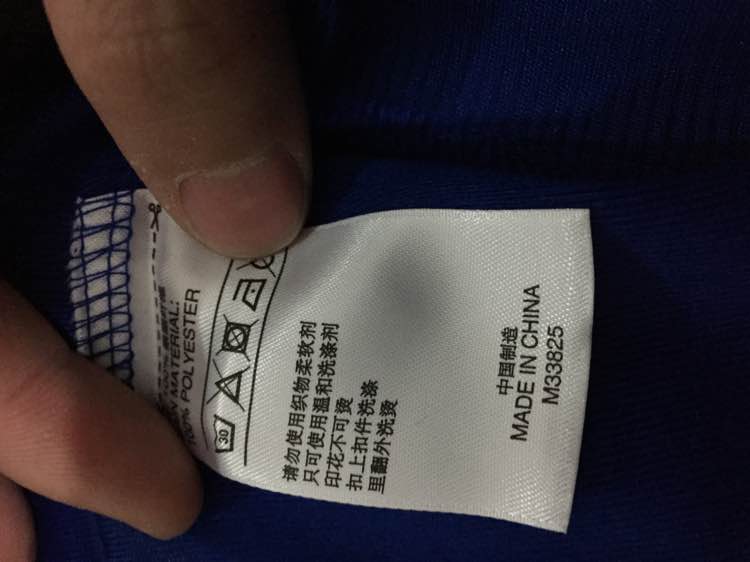 MATERIAL:
100% POLYESTER
30
请勿使用织物柔软剂
只可使用温和洗涤剂
印花不可烫
扣上扣件洗涤
里翻外洗烫
中国制造
MADE IN CHINA
M33825